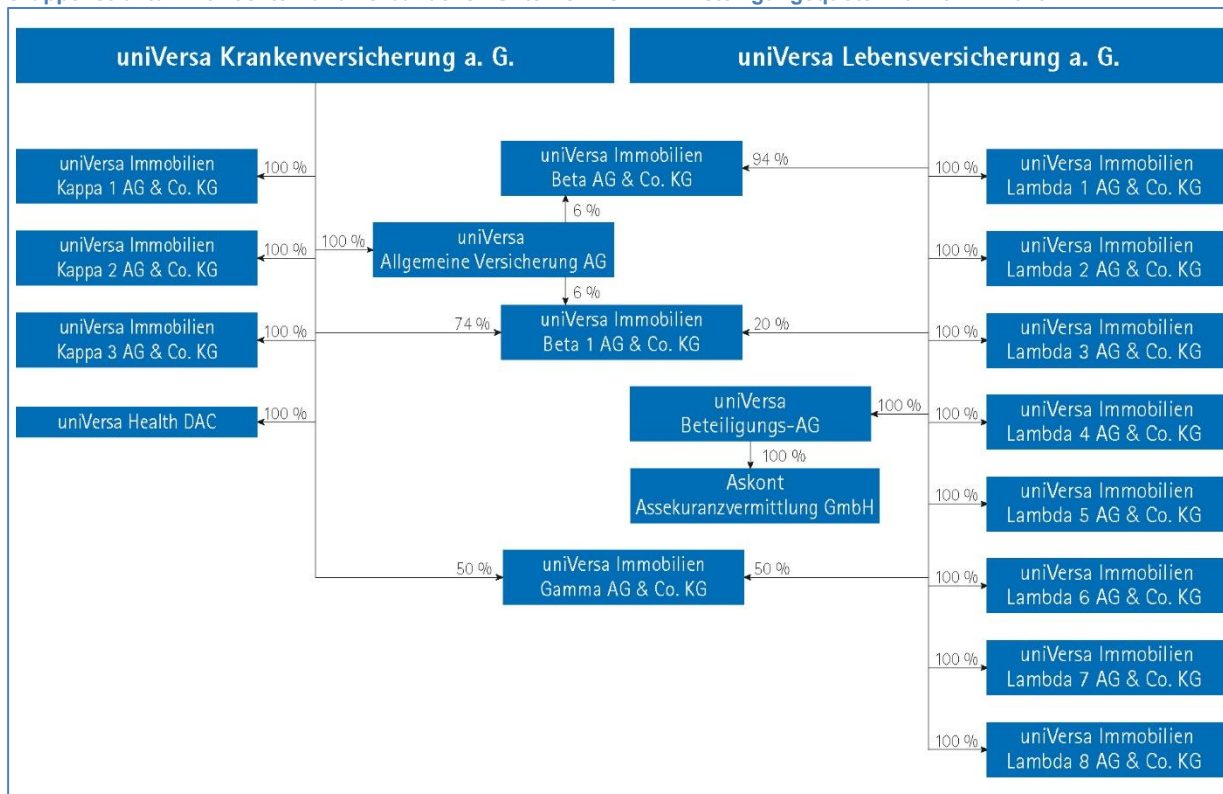 uniVersa Krankenversicherung a. G.
uniVersa Lebensversicherung a. G.
uniVersa Immobilien
Kappa 1 AG & Co. KG
100 %
uniVersa Immobilien
Beta AG & Co. KG
94 %
100 %
uniVersa Immobilien
Lambda 1 AG & Co. KG
6 %
uniVersa Immobilien
Kappa 2 AG & Co. KG
100 %
100 %
uniVersa
Allgemeine Versicherung AG
100 %
uniVersa Immobilien
Lambda 2 AG & Co. KG
6 %
uniVersa Immobilien
Kappa 3 AG & Co. KG
100 %
74 %
uniVersa Immobilien
Beta 1 AG & Co. KG
20 %
100 %
uniVersa Immobilien
Lambda 3 AG & Co. KG
uniVersa Health DAC
100 %
uniVersa
Beteiligungs-AG
100 %
100 %
uniVersa Immobilien
Lambda 4 AG & Co. KG
100 %
Askont
Assekuranzvermittlung GmbH
100 %
uniVersa Immobilien
Lambda 5 AG & Co. KG
50 %
uniVersa Immobilien
Gamma AG & Co. KG
50 %
100 %
uniVersa Immobilien
Lambda 6 AG & Co. KG
100 %
uniVersa Immobilien
Lambda 7 AG & Co. KG
100 %
uniVersa Immobilien
Lambda 8 AG & Co. KG